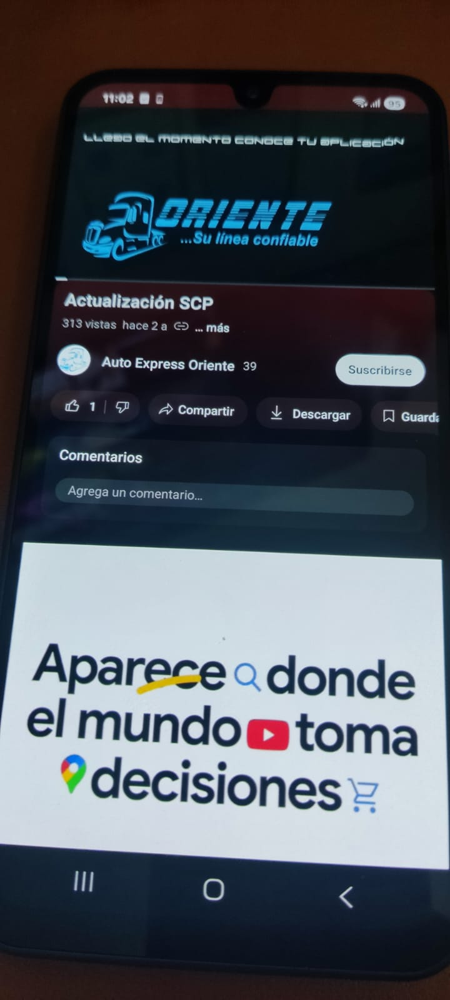 11:02
95
LLEGO EL MOMENTO CONOCE TU APLICACIÓN
ORIENTE
...Su línea confiable
Actualización SCP
313 vistas hace 2 a ... más
Auto Express Oriente 39
Suscribirse
1
Compartir
Descargar
Guarda
Comentarios
Agrega un comentario...
Aparece donde
el mundo toma
decisiones